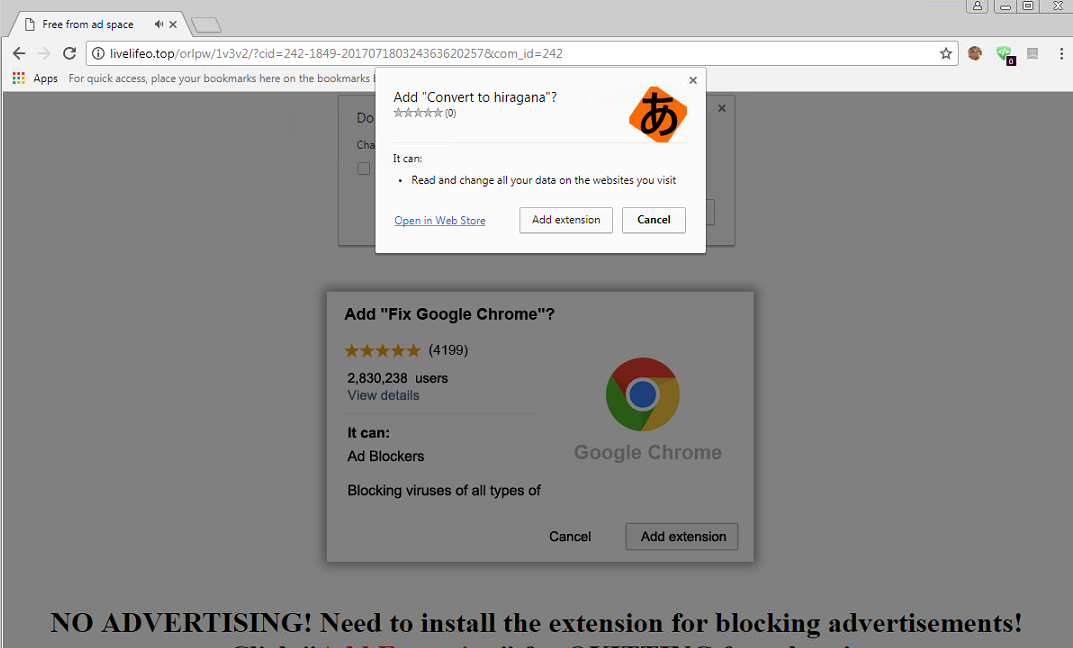 Free from ad space
livelifeo.top/orlpw/1v3v2/?cid=242-1849-201707180324363620257&com_id=242
0
Apps For quick access, place your bookmarks here on the bookmarks
Add "Convert to hiragana"?
(0)
あ
Do
Cha
It can:
• Read and change all your data on the websites you visit
Open in Web Store Add extension Cancel
Add "Fix Google Chrome"?
(4199)
2,830,238 users
View details
It can:
Google Chrome
Ad Blockers
Blocking viruses of all types of
Cancel Add extension
NO ADVERTISING! Need to install the extension for blocking advertisements!